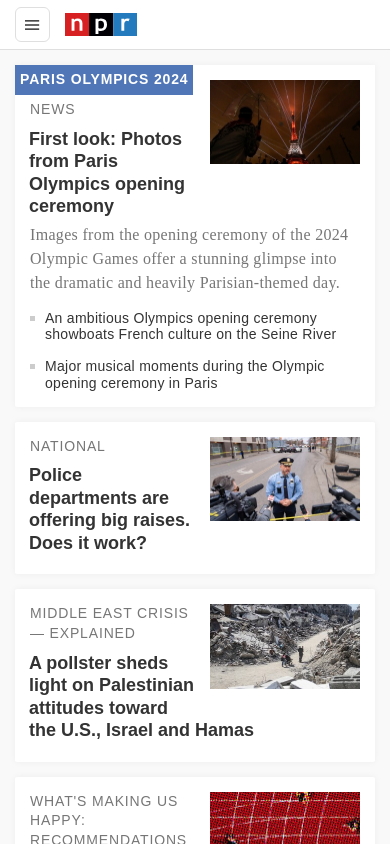 npr
PARIS OLYMPICS 2024
NEWS
First look: Photos
from Paris
Olympics opening
ceremony
Images from the opening ceremony of the 2024
Olympic Games offer a stunning glimpse into
the dramatic and heavily Parisian-themed day.
An ambitious Olympics opening ceremony
showboats French culture on the Seine River
Major musical moments during the Olympic
opening ceremony in Paris
NATIONAL
Police
departments are
offering big raises.
Does it work?
MIDDLE EAST CRISIS
— EXPLAINED
A pollster sheds
light on Palestinian
attitudes toward
the U.S., Israel and Hamas
WHAT'S MAKING US
HAPPY:
RECOMMENDATIONS